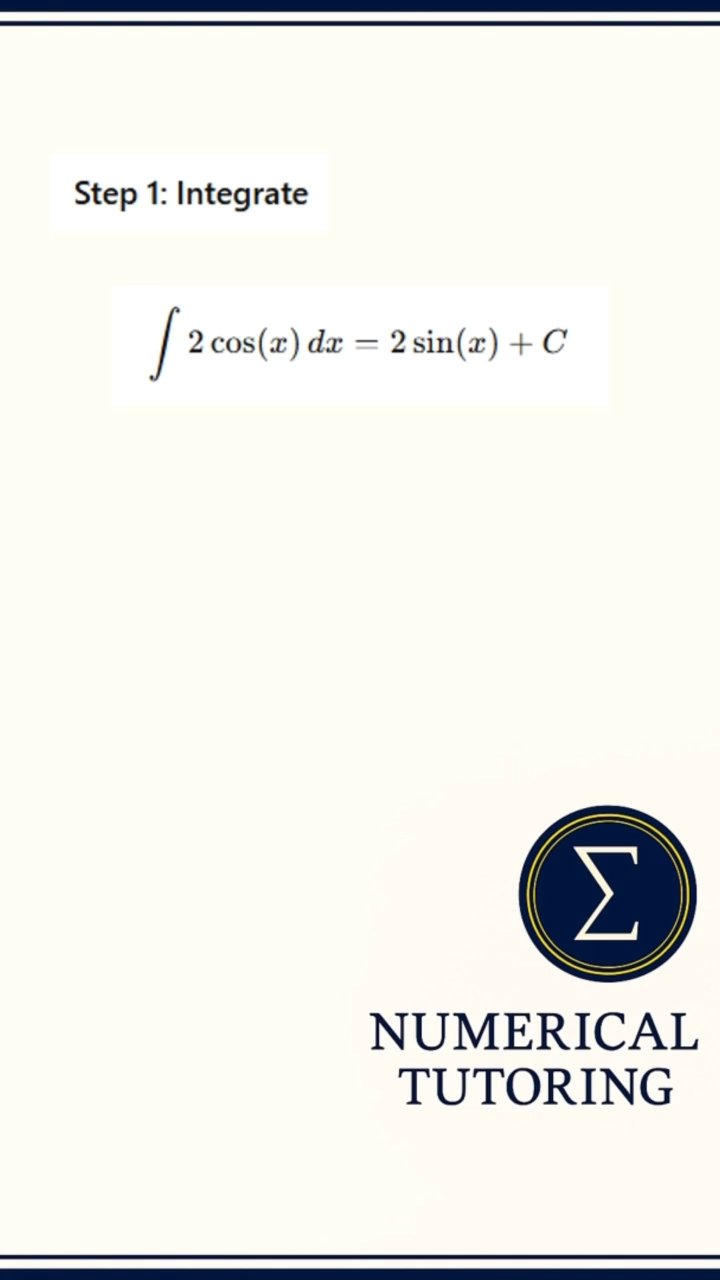 Step 1: Integrate
∫ 2 cos(x) dx = 2 sin(x) + C
Σ
NUMERICAL
TUTORING